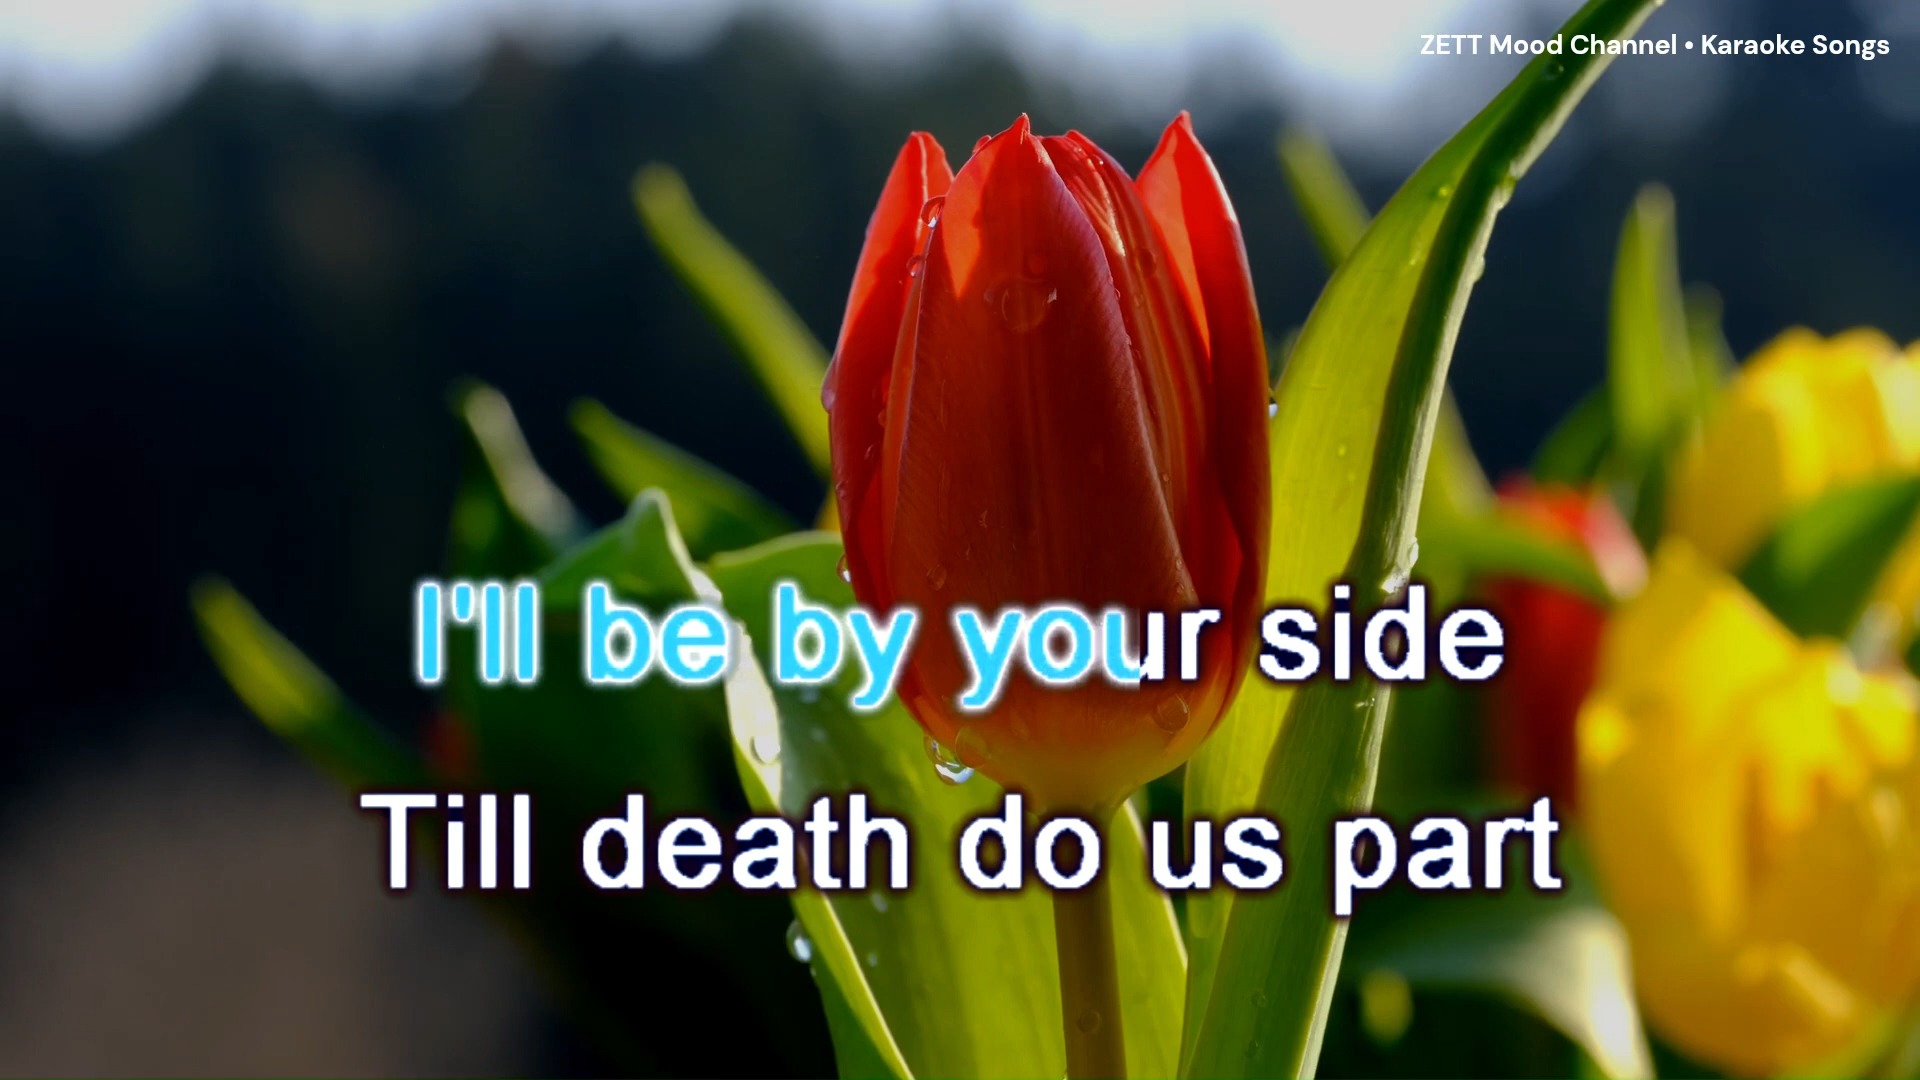 ZETT Mood Channel • Karaoke Songs
I'll be by your side
Till death do us part